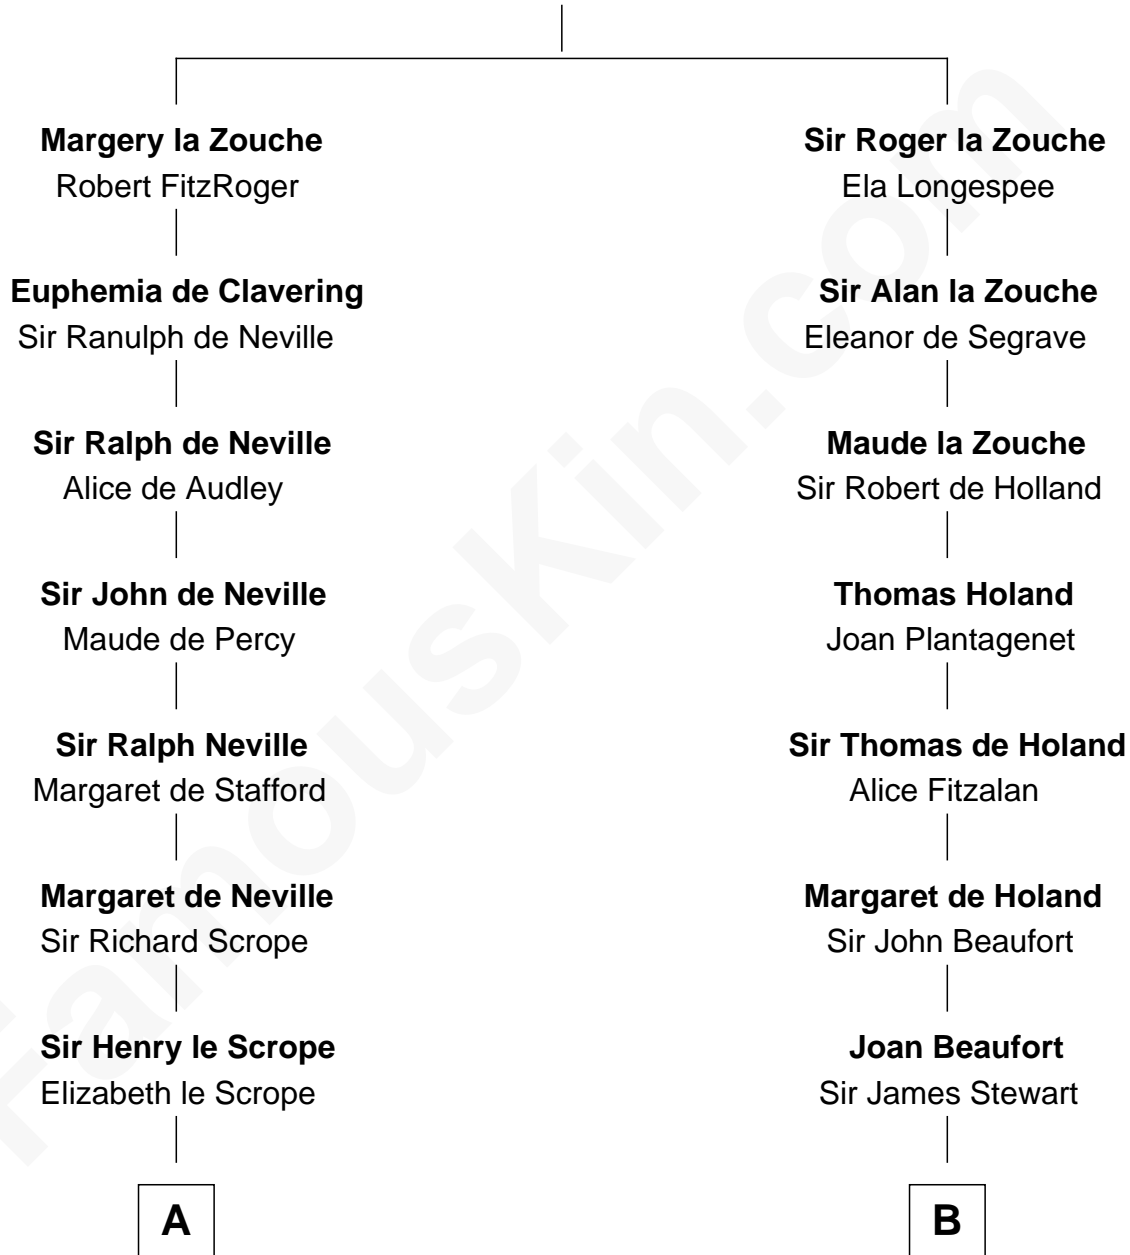 Margery la Zouche
Robert FitzRoger
Euphemia de Clavering
Sir Ranulph de Neville
Sir Ralph de Neville
Alice de Audley
Sir John de Neville
Maude de Percy
Sir Ralph Neville
Margaret de Stafford
Margaret de Neville
Sir Richard Scrope
Sir Henry le Scrope
Elizabeth le Scrope
A
Sir Roger la Zouche
Ela Longespee
Sir Alan la Zouche
Eleanor de Segrave
Maude la Zouche
Sir Robert de Holland
Thomas Holand
Joan Plantagenet
Sir Thomas de Holand
Alice Fitzalan
Margaret de Holand
Sir John Beaufort
Joan Beaufort
Sir James Stewart
B
FamousKin.com